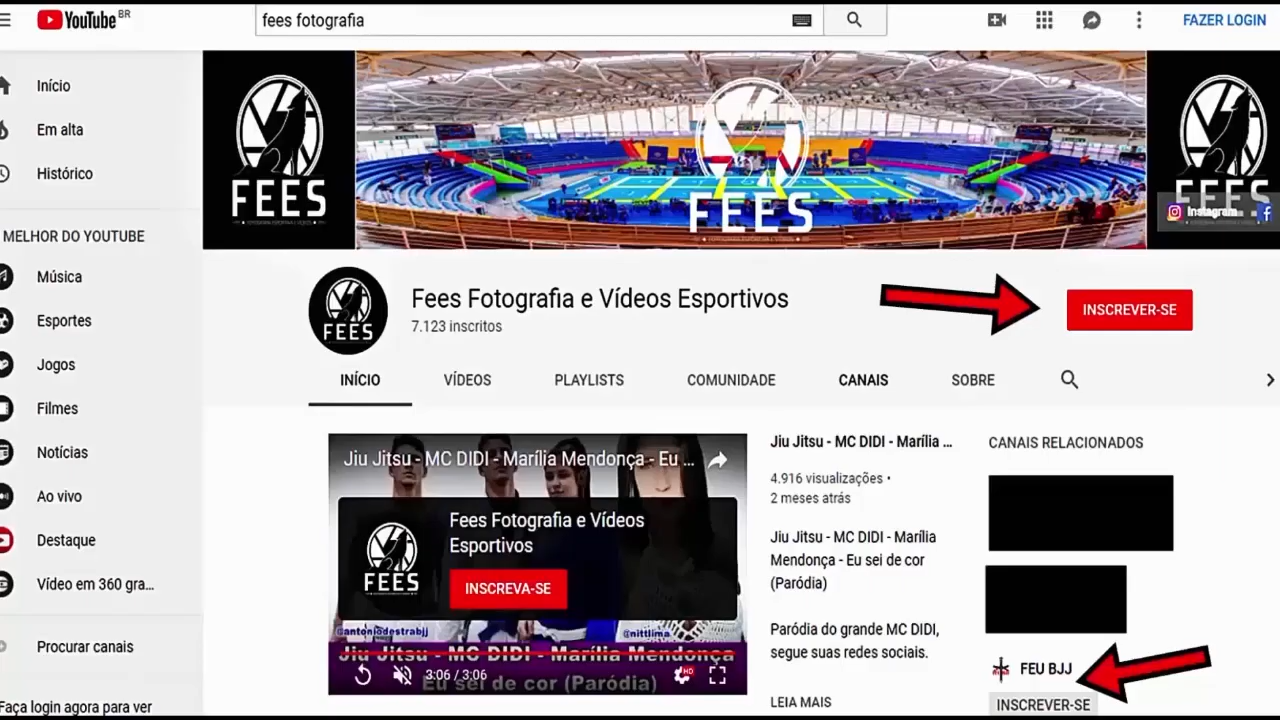 YouTube BR
fees fotografia
FAZER LOGIN
Início
Em alta
Histórico
MELHOR DO YOUTUBE
Música
Esportes
Jogos
Filmes
Notícias
Ao vivo
Destaque
Vídeo em 360 gra...
Procurar canais
Faça login agora para ver
FEES
FEES
FEES
Instagram
FEES
Fees Fotografia e Vídeos Esportivos
7.123 inscritos
INSCREVER-SE
INÍCIO
VÍDEOS
PLAYLISTS
COMUNIDADE
CANAIS
SOBRE
Jiu Jitsu - MC DIDI - Marília Mendonça - Eu ...
FEES
Fees Fotografia e Vídeos
Esportivos
INSCREVA-SE
@antoniodestrabjj
@nittlima
Jiu Jitsu - MC DIDI - Marília Mendonça
Eu sei de cor (Paródia)
3:06 / 3:06
HD
Jiu Jitsu - MC DIDI - Marília ...
4.916 visualizações •
2 meses atrás
Jiu Jitsu - MC DIDI - Marília
Mendonça - Eu sei de cor
(Paródia)
Paródia do grande MC DIDI,
segue suas redes sociais.
LEIA MAIS
CANAIS RELACIONADOS
FEU BJJ
INSCREVER-SE